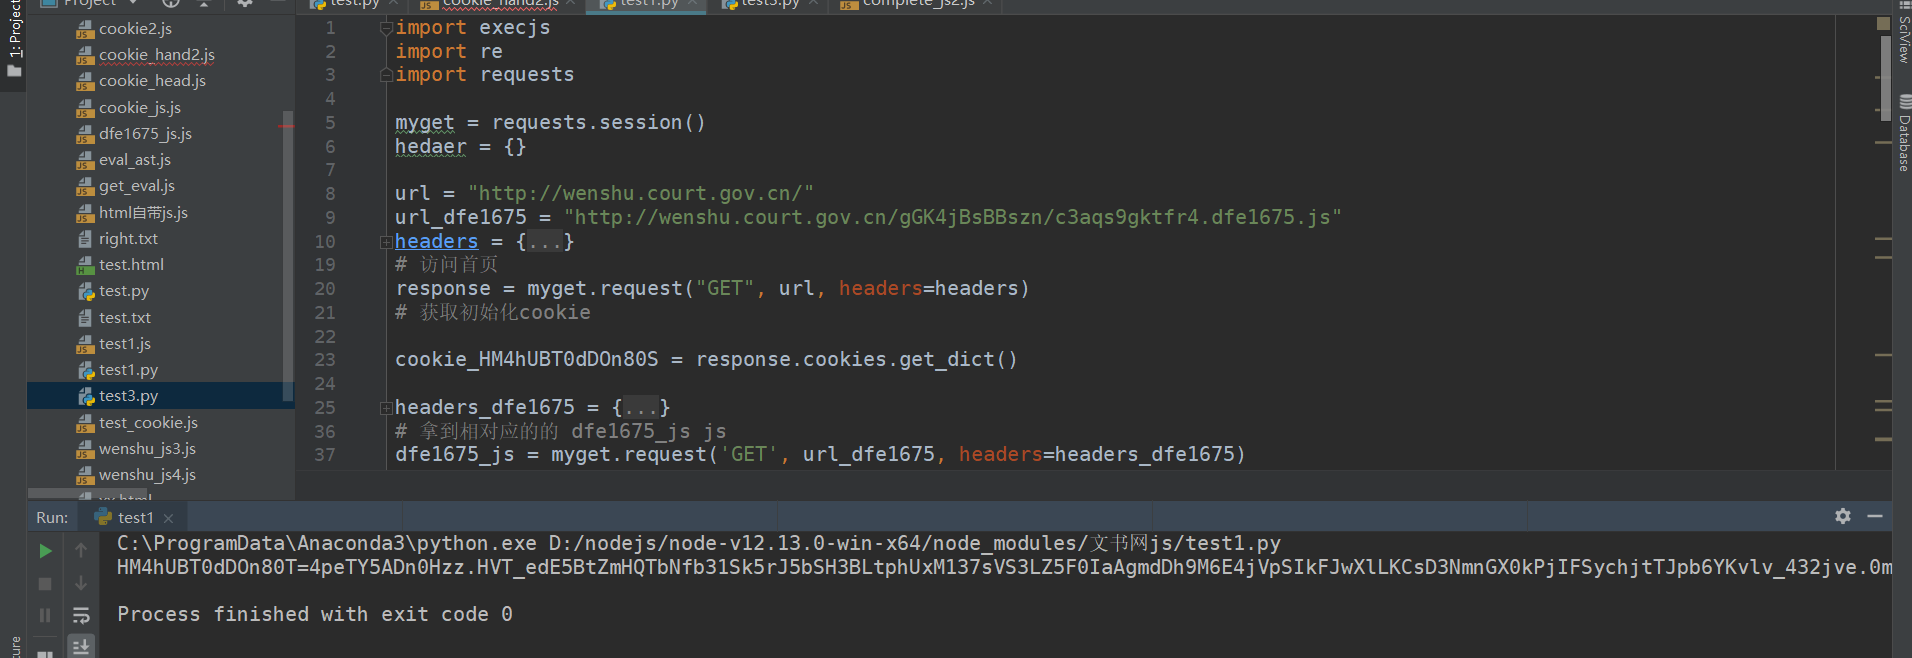 Project
test.py
cookie_hand2.js
test1.py
test3.py
complete_js2.js
1: Project
cookie2.js
cookie_hand2.js
cookie_head.js
cookie_js.js
dfe1675_js.js
eval_ast.js
get_eval.js
html自带js.js
right.txt
test.html
test.py
test.txt
test1.js
test1.py
test3.py
test_cookie.js
wenshu_js3.js
wenshu_js4.js
1 import execjs
2 import re
3 import requests
4
5 myget = requests.session()
6 hedaer = {}
7
8 url = "http://wenshu.court.gov.cn/"
9 url_dfe1675 = "http://wenshu.court.gov.cn/gGK4jBsBBszn/c3aqs9gktfr4.dfe1675.js"
10 headers = {...}
19 # 访问首页
20 response = myget.request("GET", url, headers=headers)
21 # 获取初始化cookie
22
23 cookie_HM4hUBT0dDOn80S = response.cookies.get_dict()
24
25 headers_dfe1675 = {...}
36 # 拿到相对应的的 dfe1675_js js
37 dfe1675_js = myget.request('GET', url_dfe1675, headers=headers_dfe1675)
SciView
Database
Run: test1
C:\ProgramData\Anaconda3\python.exe D:/nodejs/node-v12.13.0-win-x64/node_modules/文书网js/test1.py
HM4hUBT0dDOn80T=4peTY5ADn0Hzz.HVT_edE5BtZmHQTbNfb31Sk5rJ5bSH3BLtphUxM137sVS3LZ5F0IaAgmdDh9M6E4jVpSIkFJwXlLKCsD3NmnGX0kPjIFSychjtTJpb6YKvlv_432jve.0m
Process finished with exit code 0